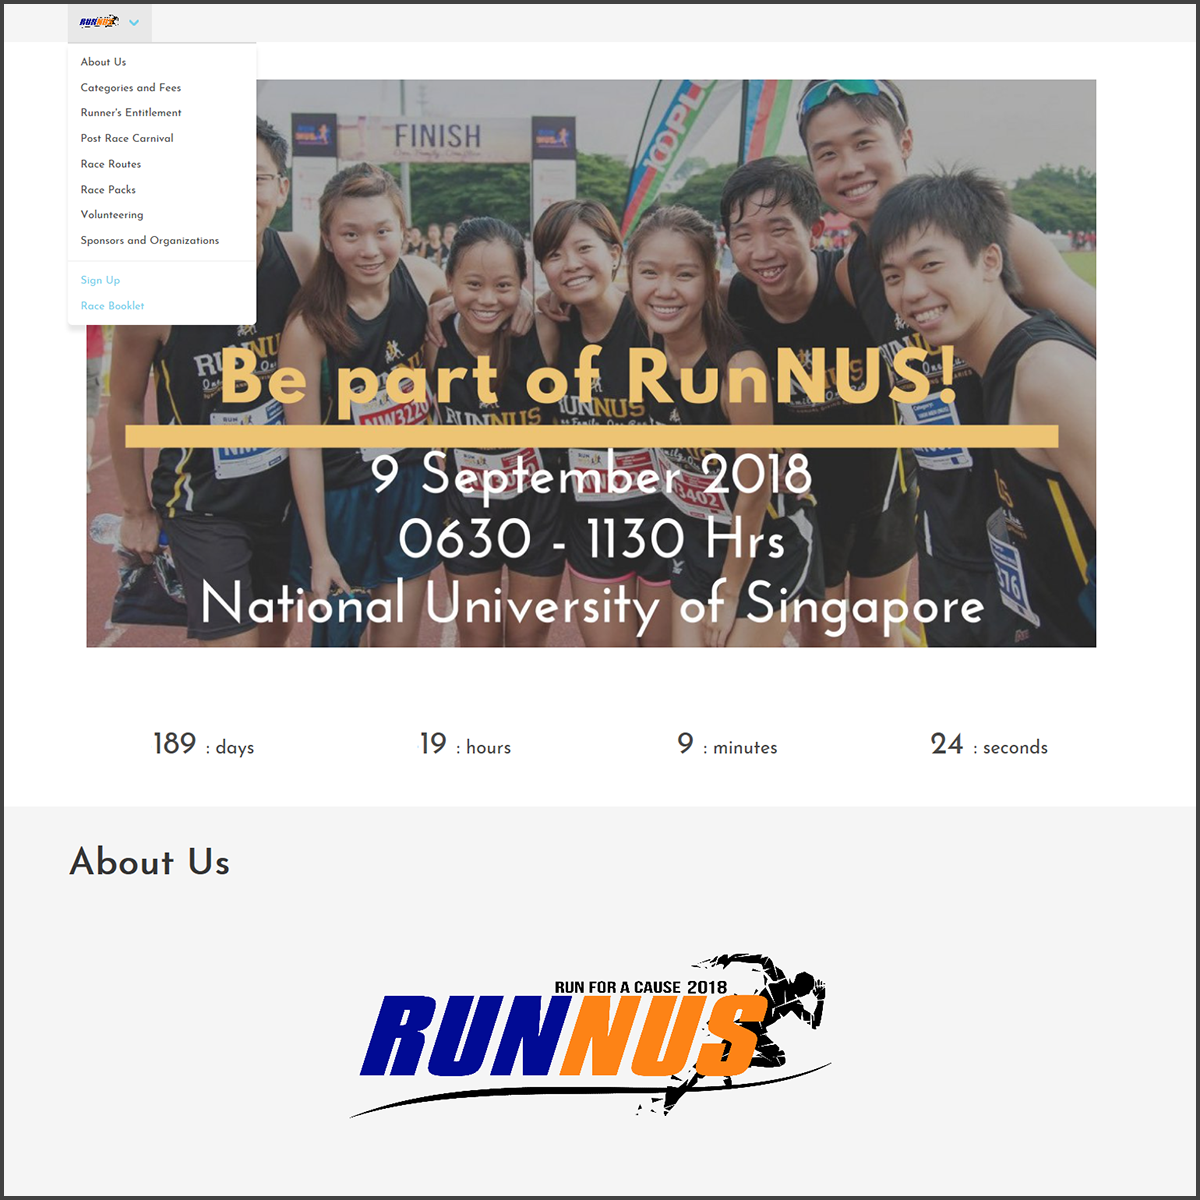 RUNNUS
About Us
Categories and Fees
Runner's Entitlement
Post Race Carnival
Race Routes
Race Packs
Volunteering
Sponsors and Organizations
Sign Up
Race Booklet
FINISH
100PLUS
Be part of RunNUS!
9 September 2018
0630 - 1130 Hrs
National University of Singapore
189 : days
19 : hours
9 : minutes
24 : seconds
About Us
RUN FOR A CAUSE 2018
RUNNUS